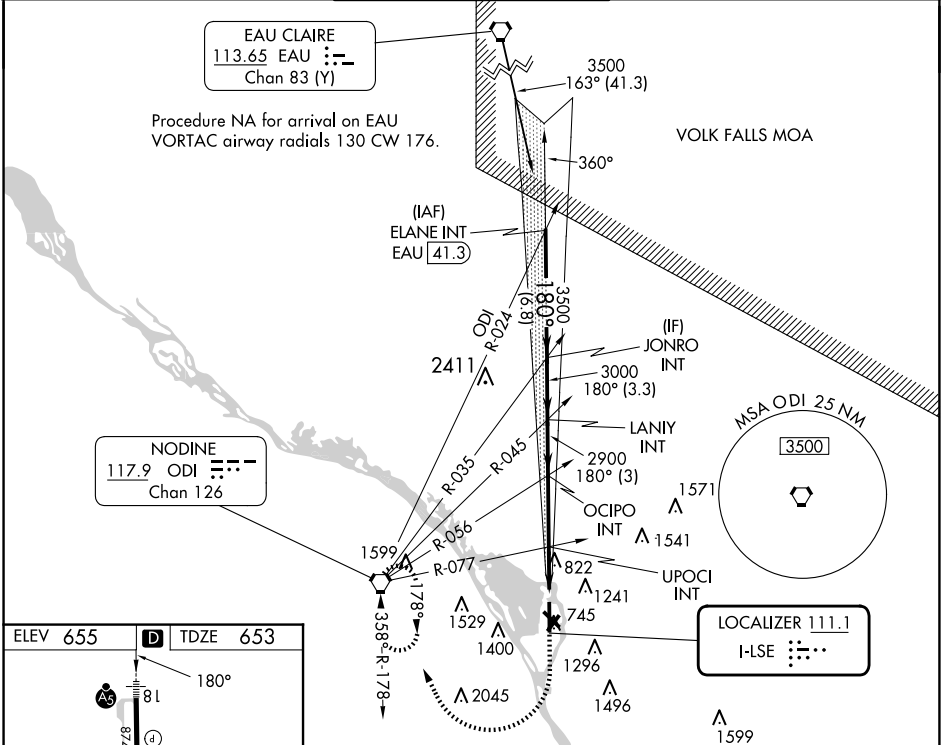 EAU CLAIRE
113.65 EAU
Chan 83 (Y)
3500
163° (41.3)
Procedure NA for arrival on EAU
VORTAC airway radials 130 CW 176.
VOLK FALLS MOA
360°
(IAF)
ELANE INT
EAU 41.3
180°
3500
(6.8)
ODI
R-024
(IF)
JONRO
INT
2411
3000
180° (3.3)
MSA ODI 25 NM
3500
LANIY
INT
R-035
R-045
2900
180° (3)
NODINE
117.9 ODI
Chan 126
OCIPO
INT
1571
1541
R-056
1599
R-077
822
UPOCI
INT
1241
178°
358°
R-178
1529
1400
745
LOCALIZER 111.1
I-LSE
1296
2045
1496
1599
ELEV 655
D
TDZE 653
180°
A5
18
P